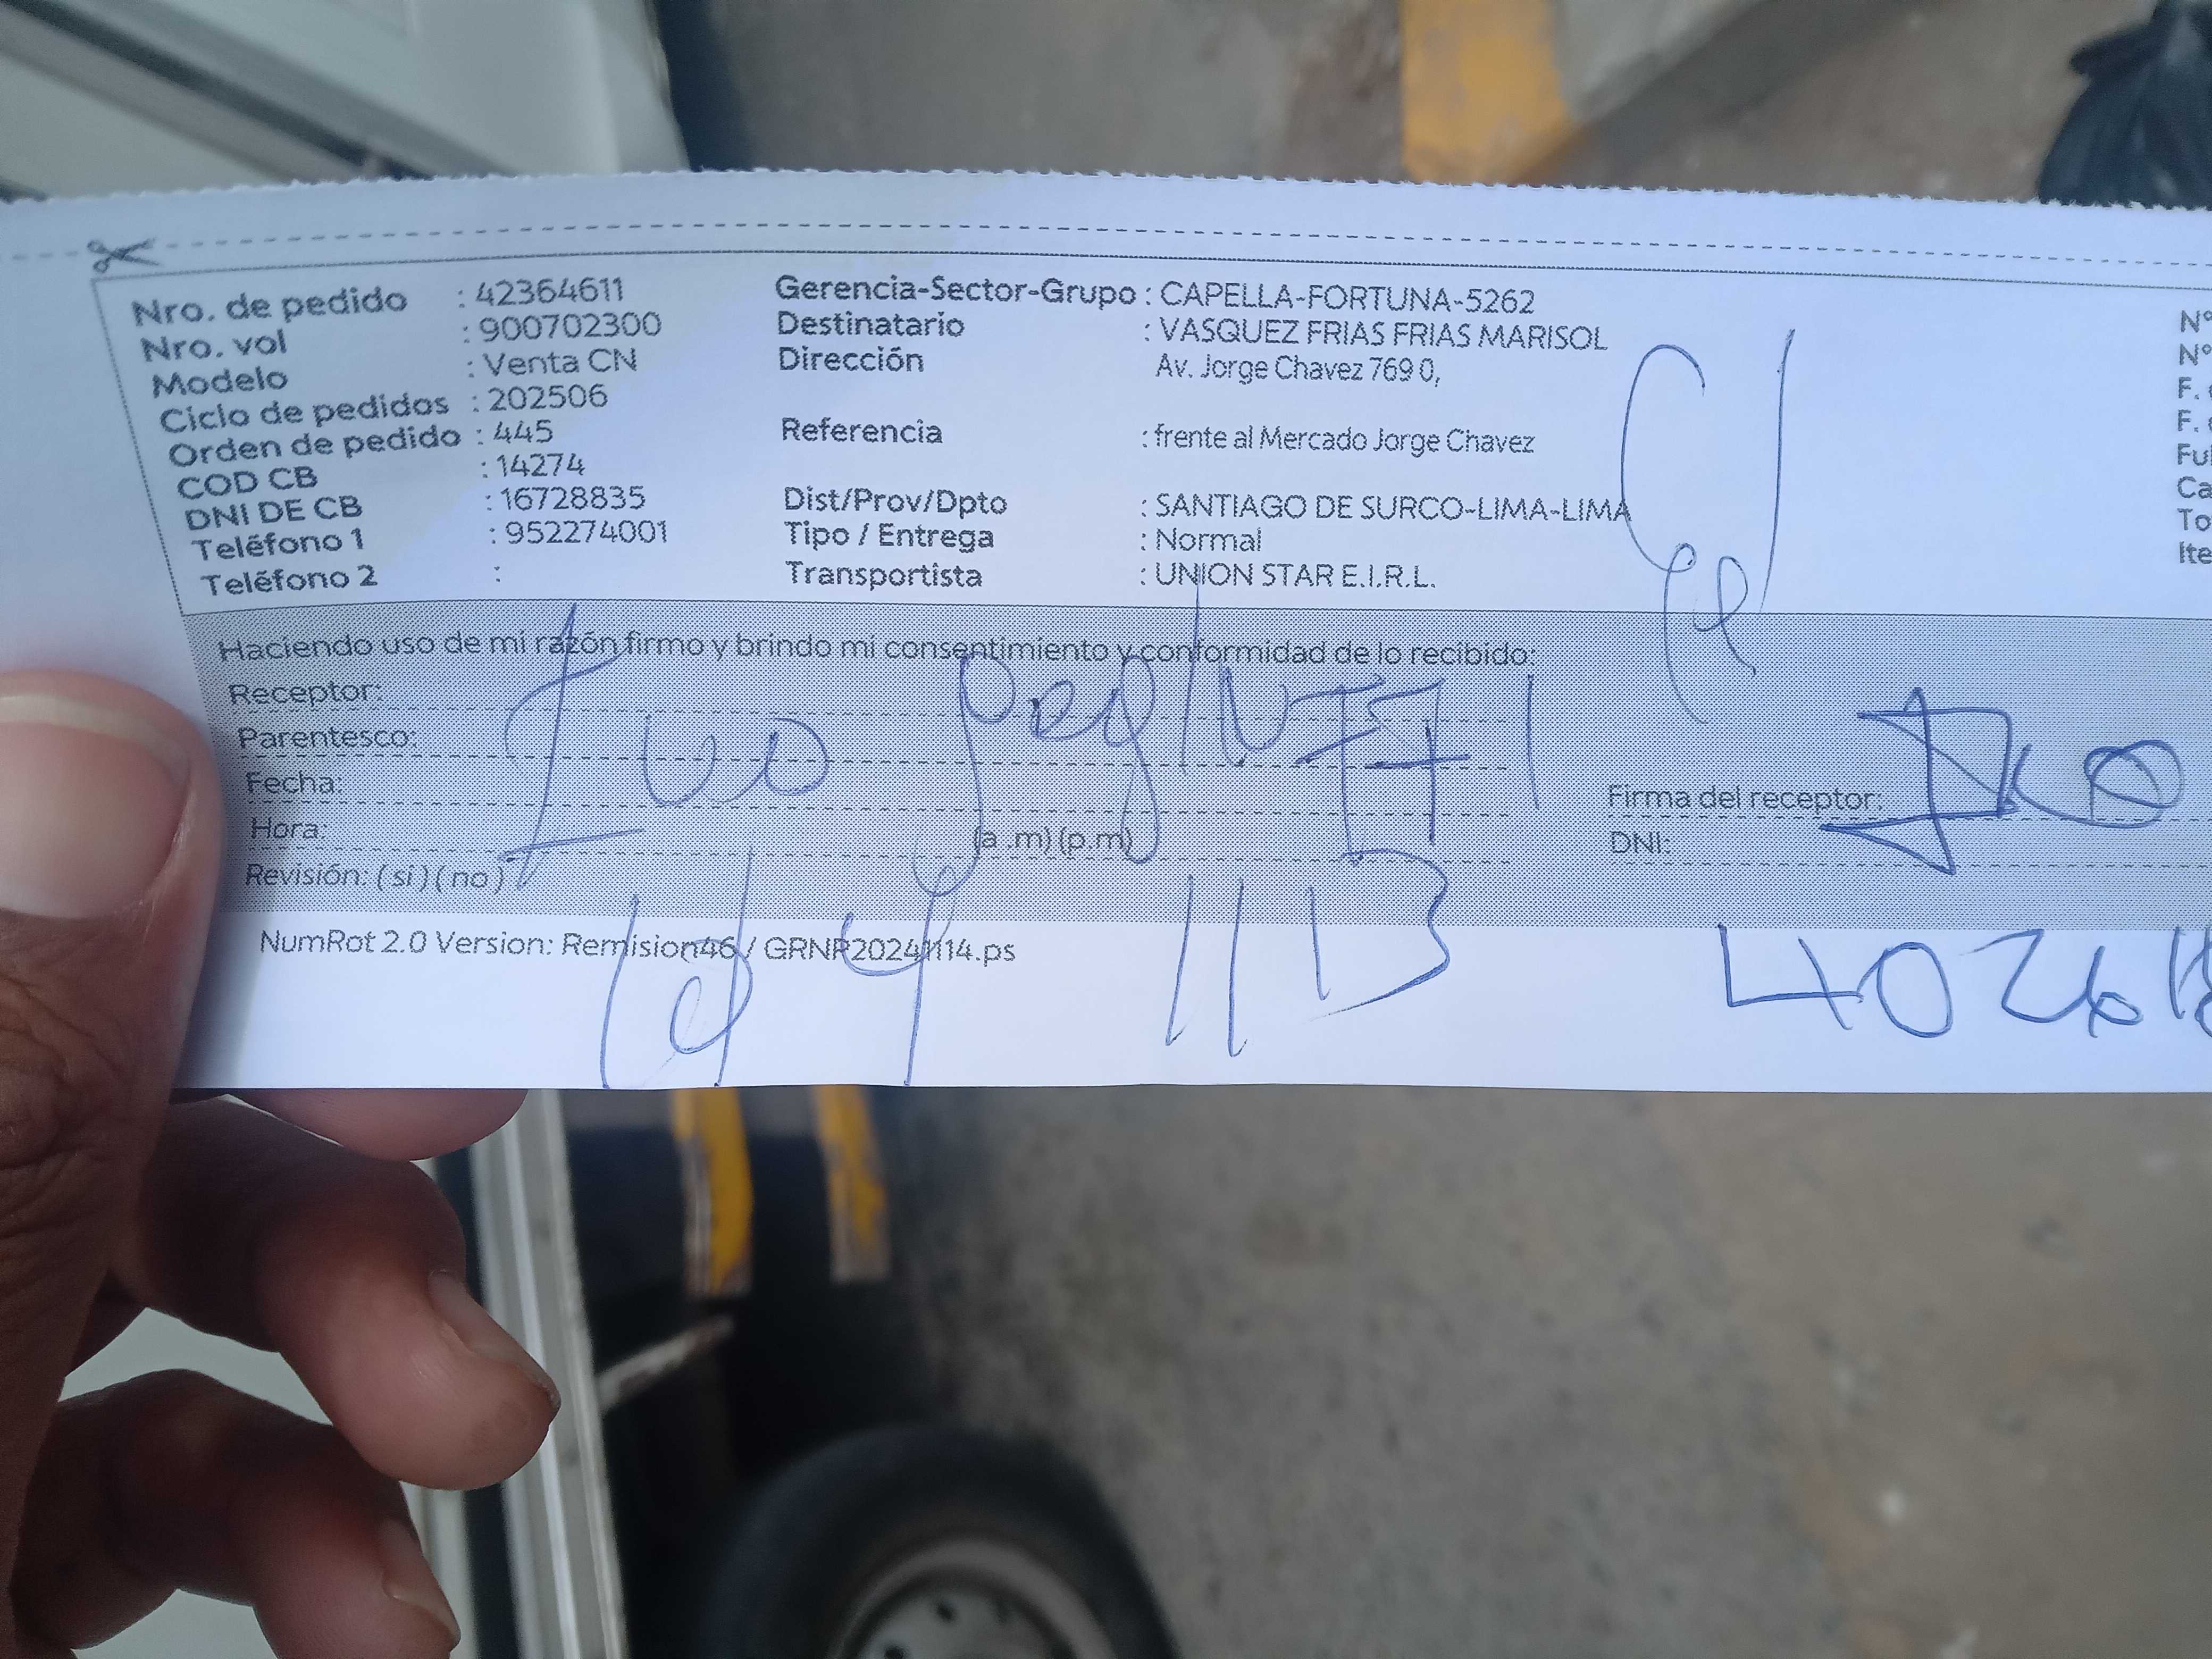 Nro. de pedido : 42364611
Nro. vol : 900702300
Modelo : Venta CN
Ciclo de pedidos : 202506
Orden de pedido : 445
COD CB : 14274
DNI DE CB : 16728835
Teléfono 1 : 952274001
Teléfono 2 :
Gerencia-Sector-Grupo : CAPELLA-FORTUNA-5262
Destinatario : VASQUEZ FRIAS FRIAS MARISOL
Dirección Av. Jorge Chavez 769 0,
Referencia : frente al Mercado Jorge Chavez
Dist/Prov/Dpto : SANTIAGO DE SURCO-LIMA-LIMA
Tipo / Entrega : Normal
Transportista : UNION STAR E.I.R.L.
N°
N°
F.
F.
Ful
Ca
To
Ite
Haciendo uso de mi razón firmo y brindo mi consentimiento y conformidad de lo recibido:
Receptor:
Parentesco:
Fecha:
Hora: (a .m) (p.m)
Revisión: ( si ) ( no )
Firma del receptor:
DNI:
4026
NumRot 2.0 Version: Remision46 / GRNP20241114.ps